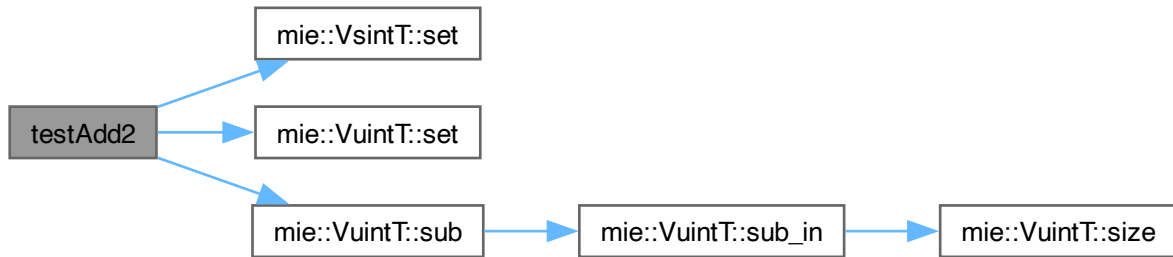 mie::VsintT::set
testAdd2
mie::VuintT::set
mie::VuintT::sub
mie::VuintT::sub_in
mie::VuintT::size